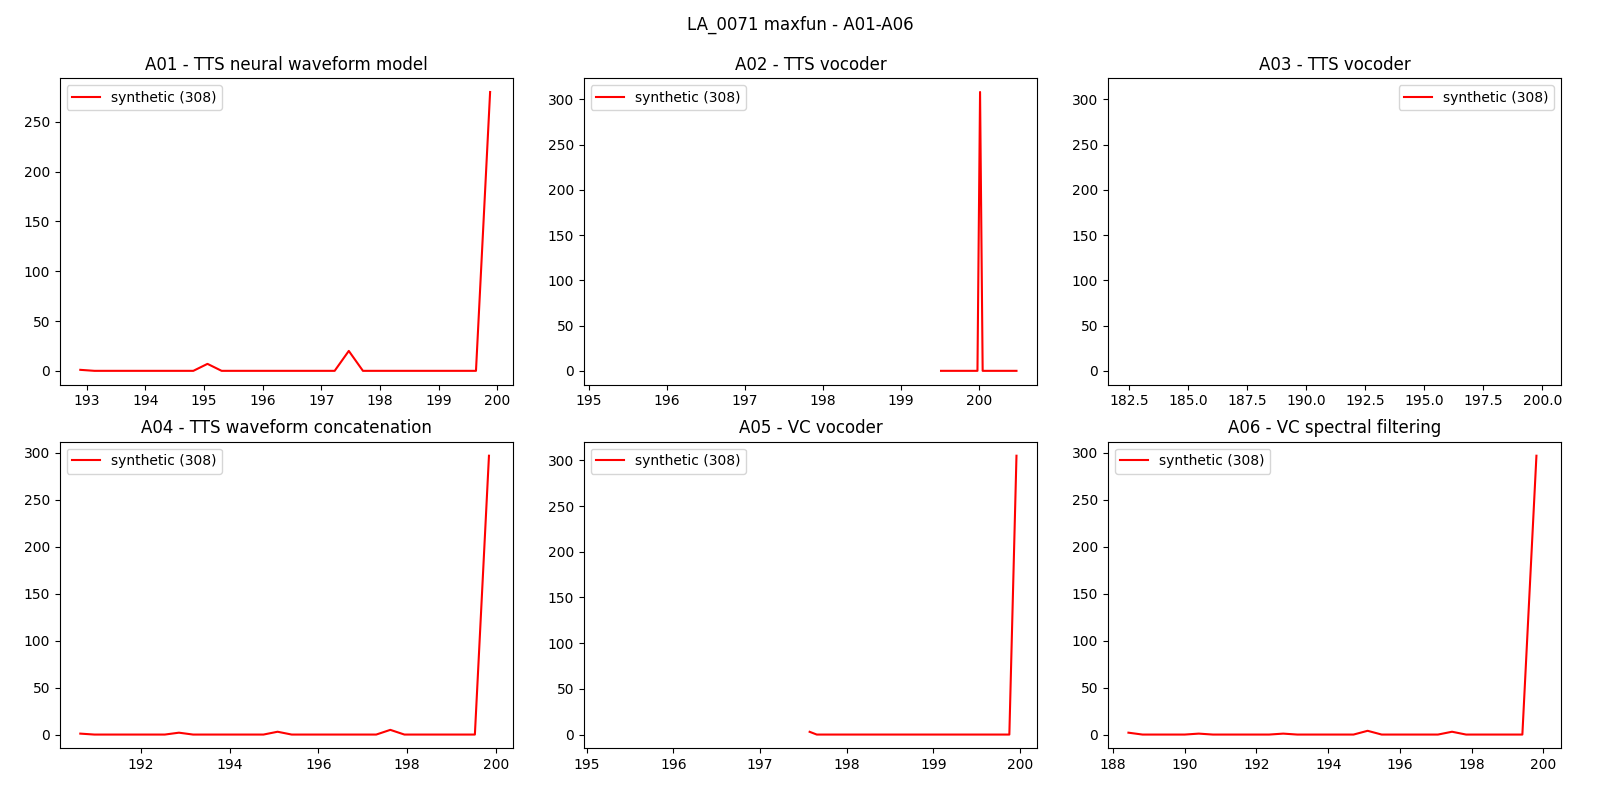 LA_0071 maxfun - A01-A06
A01 - TTS neural waveform model
synthetic (308)
250
200
150
100
50
0
193 194 195 196 197 198 199 200
A02 - TTS vocoder
synthetic (308)
300
250
200
150
100
50
0
195 196 197 198 199 200
A03 - TTS vocoder
synthetic (308)
300
250
200
150
100
50
0
182.5 185.0 187.5 190.0 192.5 195.0 197.5 200.0
A04 - TTS waveform concatenation
synthetic (308)
300
250
200
150
100
50
0
192 194 196 198 200
A05 - VC vocoder
synthetic (308)
300
250
200
150
100
50
0
195 196 197 198 199 200
A06 - VC spectral filtering
synthetic (308)
300
250
200
150
100
50
0
188 190 192 194 196 198 200